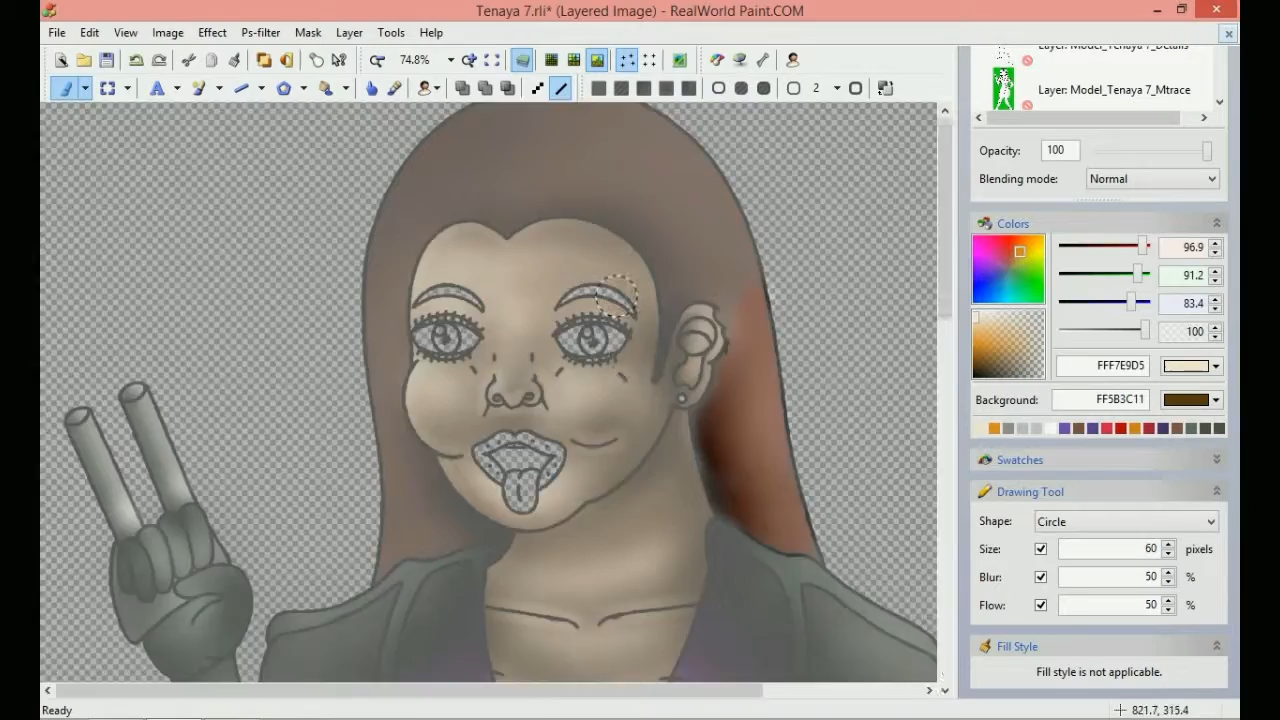 Tenaya 7.rli* (Layered Image) - RealWorld Paint.COM
File Edit View Image Effect Ps-filter Mask Layer Tools Help
74.8%
2
Layer: Model_Tenaya 7_Details
Layer: Model_Tenaya 7_Mtrace
Opacity: 100
Blending mode: Normal
Colors
96.9
91.2
83.4
100
FFF7E9D5
Background: FF5B3C11
Swatches
Drawing Tool
Shape: Circle
Size: 60 pixels
Blur: 50 %
Flow: 50 %
Fill Style
Fill style is not applicable.
Ready
821.7, 315.4